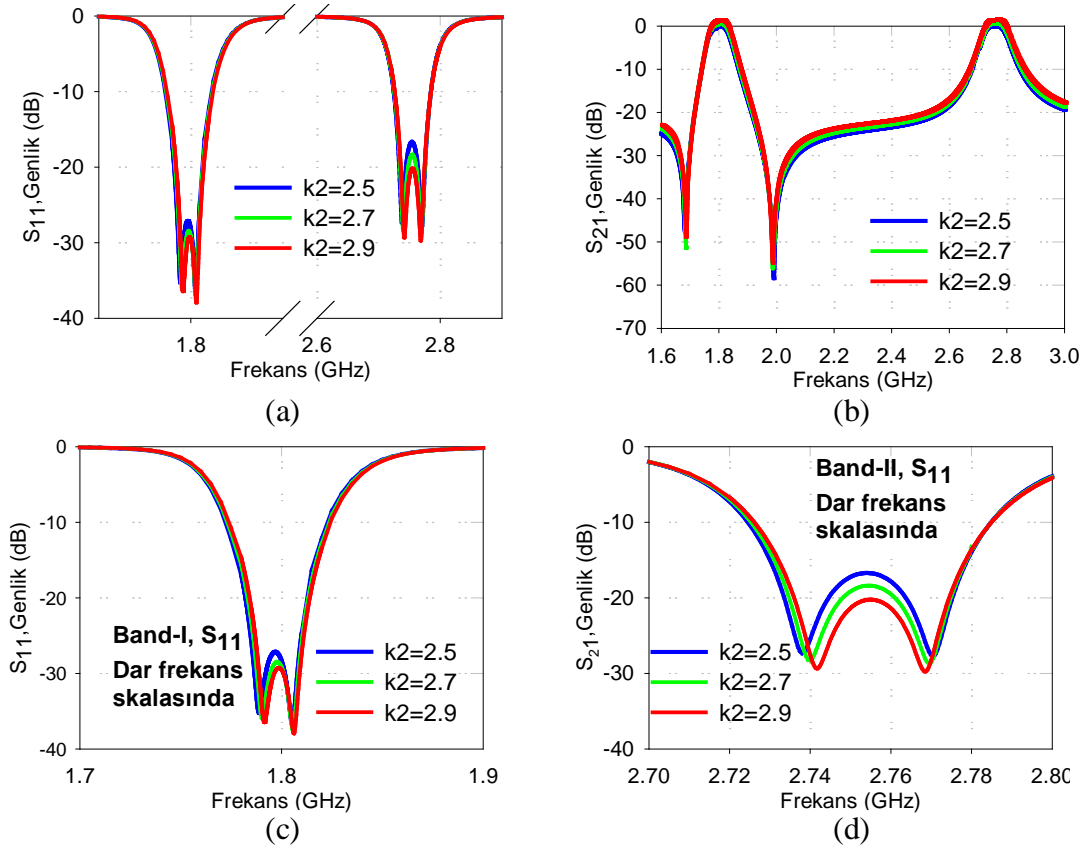 0
-10
-20
-30
-40
S11,Genlik (dB)
k2=2.5
k2=2.7
k2=2.9
1.8
2.6
2.8
Frekans (GHz)
(a)
0
-10
-20
-30
-40
-50
-60
-70
S21,Genlik (dB)
k2=2.5
k2=2.7
k2=2.9
1.6 1.8 2.0 2.2 2.4 2.6 2.8 3.0
Frekans (GHz)
(b)
0
-10
-20
-30
-40
S11,Genlik (dB)
Band-I, S11
Dar frekans
skalasında
k2=2.5
k2=2.7
k2=2.9
1.7 1.8 1.9
Frekans (GHz)
(c)
0
-10
-20
-30
-40
S21,Genlik (dB)
Band-II, S11
Dar frekans
skalasında
k2=2.5
k2=2.7
k2=2.9
2.70 2.72 2.74 2.76 2.78 2.80
Frekans (GHz)
(d)